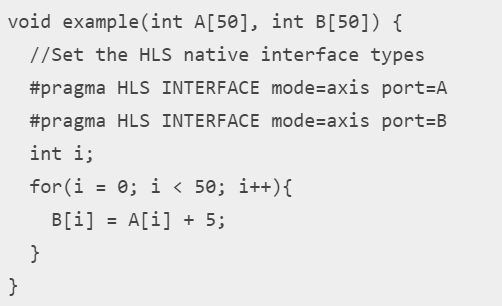 void example(int A[50], int B[50]) {
  //Set the HLS native interface types
  #pragma HLS INTERFACE mode=axis port=A
  #pragma HLS INTERFACE mode=axis port=B
  int i;
  for(i = 0; i < 50; i++){
    B[i] = A[i] + 5;
  }
}